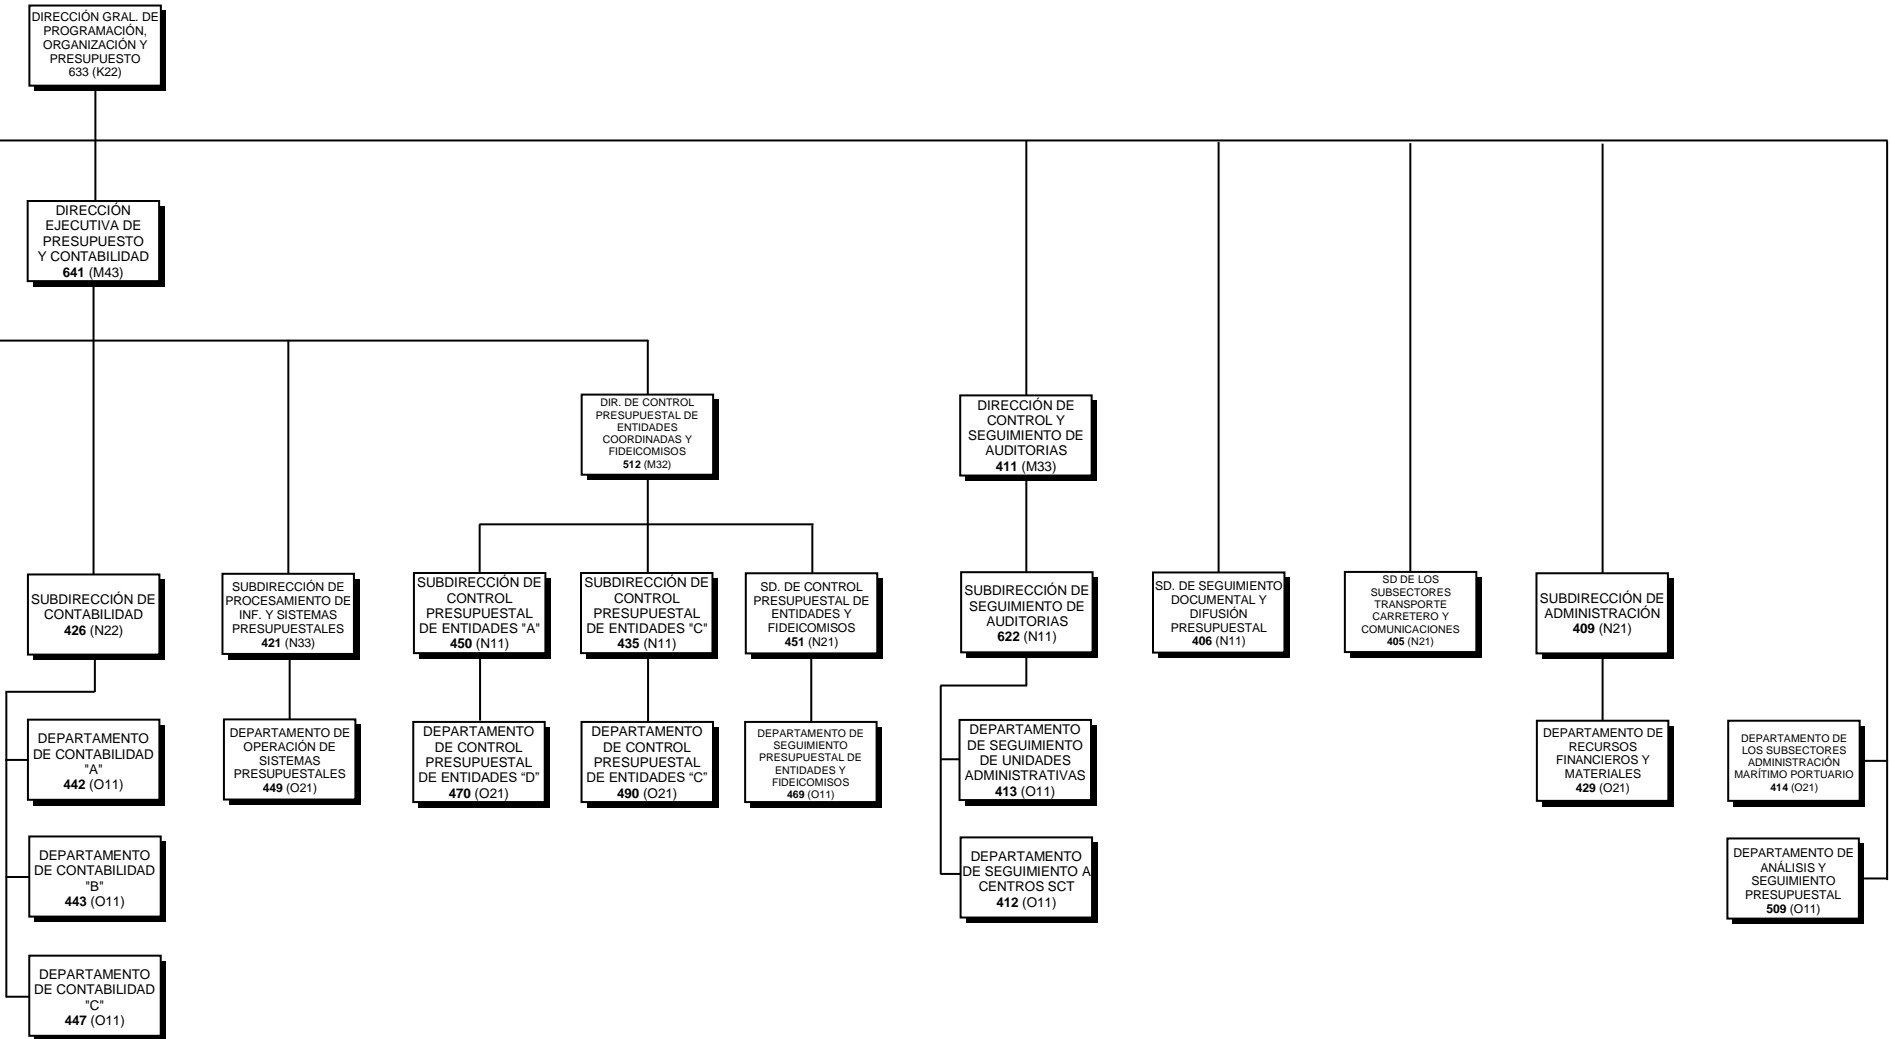 DIRECCIÓN GRAL. DE
PROGRAMACIÓN,
ORGANIZACIÓN Y
PRESUPUESTO
633 (K22)
DIRECCIÓN
EJECUTIVA DE
PRESUPUESTO
Y CONTABILIDAD
641 (M43)
DIR. DE CONTROL
PRESUPUESTAL DE
ENTIDADES
COORDINADAS Y
FIDEICOMISOS
512 (M32)
DIRECCIÓN DE
CONTROL Y
SEGUIMIENTO DE
AUDITORIAS
411 (M33)
SUBDIRECCIÓN DE
CONTABILIDAD
426 (N22)
SUBDIRECCIÓN DE
PROCESAMIENTO DE
INF. Y SISTEMAS
PRESUPUESTALES
421 (N33)
SUBDIRECCIÓN DE
CONTROL
PRESUPUESTAL
DE ENTIDADES "A"
450 (N11)
SUBDIRECCIÓN DE
CONTROL
PRESUPUESTAL
DE ENTIDADES "C"
435 (N11)
SD. DE CONTROL
PRESUPUESTAL DE
ENTIDADES Y
FIDEICOMISOS
451 (N21)
SUBDIRECCIÓN DE
SEGUIMIENTO DE
AUDITORIAS
622 (N11)
SD. DE SEGUIMIENTO
DOCUMENTAL Y
DIFUSIÓN
PRESUPUESTAL
406 (N11)
SD DE LOS
SUBSECTORES
TRANSPORTE
CARRETERO Y
COMUNICACIONES
405 (N21)
SUBDIRECCIÓN DE
ADMINISTRACIÓN
409 (N21)
DEPARTAMENTO
DE CONTABILIDAD
"A"
442 (O11)
DEPARTAMENTO DE
OPERACIÓN DE
SISTEMAS
PRESUPUESTALES
449 (O21)
DEPARTAMENTO
DE CONTROL
PRESUPUESTAL
DE ENTIDADES “D”
470 (O21)
DEPARTAMENTO
DE CONTROL
PRESUPUESTAL
DE ENTIDADES “C”
490 (O21)
DEPARTAMENTO DE
SEGUIMIENTO
PRESUPUESTAL DE
ENTIDADES Y
FIDEICOMISOS
469 (O11)
DEPARTAMENTO
DE SEGUIMIENTO
DE UNIDADES
ADMINISTRATIVAS
413 (O11)
DEPARTAMENTO DE
RECURSOS
FINANCIEROS Y
MATERIALES
429 (O21)
DEPARTAMENTO DE
LOS SUBSECTORES
ADMINISTRACIÓN
MARÍTIMO PORTUARIO
414 (O21)
DEPARTAMENTO
DE CONTABILIDAD
"B"
443 (O11)
DEPARTAMENTO
DE SEGUIMIENTO A
CENTROS SCT
412 (O11)
DEPARTAMENTO DE
ANÁLISIS Y
SEGUIMIENTO
PRESUPUESTAL
509 (O11)
DEPARTAMENTO
DE CONTABILIDAD
"C"
447 (O11)